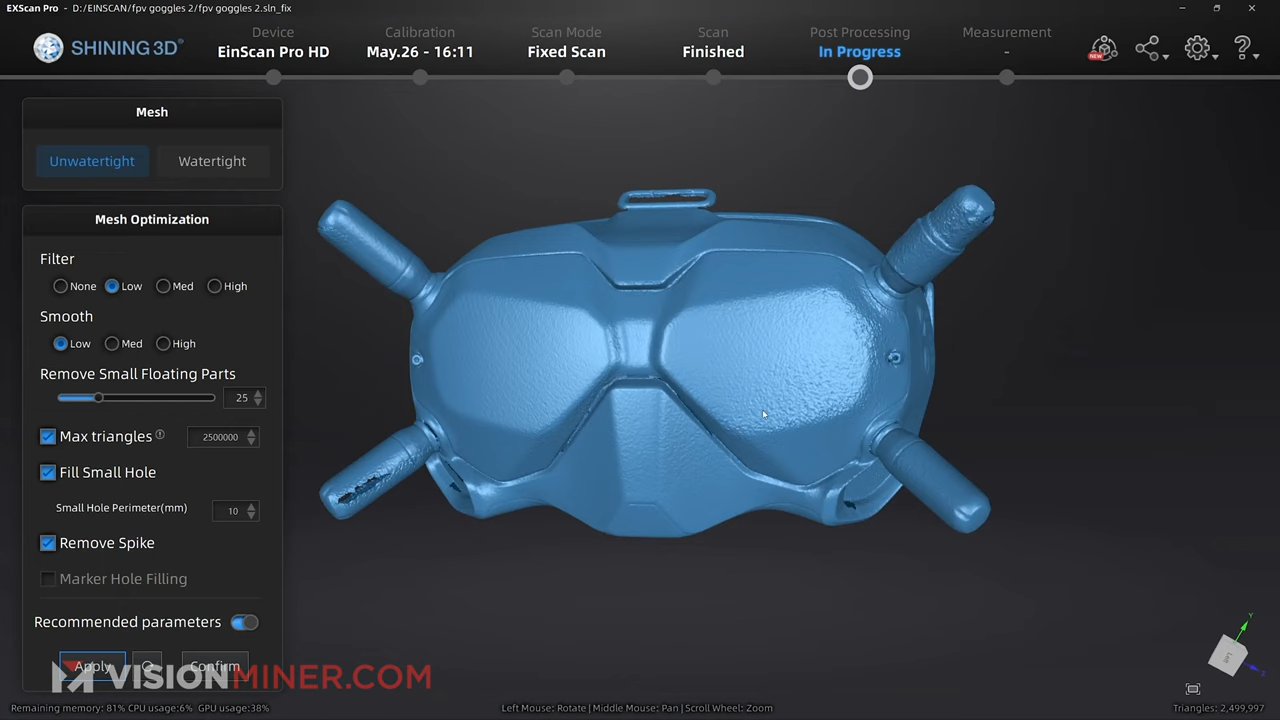 EXScan Pro - D:/EINSCAN/fpv goggles 2/fpv goggles 2.sln_fix
SHINING 3D®
Device
EinScan Pro HD
Calibration
May.26 - 16:11
Scan Mode
Fixed Scan
Scan
Finished
Post Processing
In Progress
Measurement
-
NEW
Mesh
Unwatertight Watertight
Mesh Optimization
Filter
None Low Med High
Smooth
Low Med High
Remove Small Floating Parts
25
Max triangles 2500000
Fill Small Hole
Small Hole Perimeter(mm) 10
Remove Spike
Marker Hole Filling
Recommended parameters
Apply Confirm
VISIONMINER.COM
Remaining memory: 81% CPU usage:6% GPU usage:38%
Left Mouse: Rotate | Middle Mouse: Pan | Scroll Wheel: Zoom
Y
Z
Left
Triangles: 2,499,997